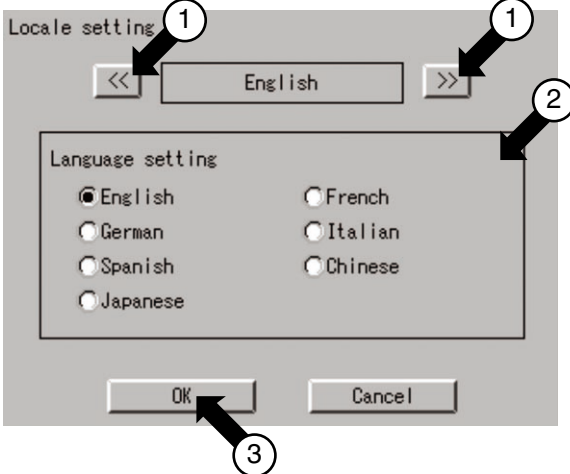 Locale setting
1
1
<< English >>
2
Language setting
English French
German Italian
Spanish Chinese
Japanese
OK Cancel
3